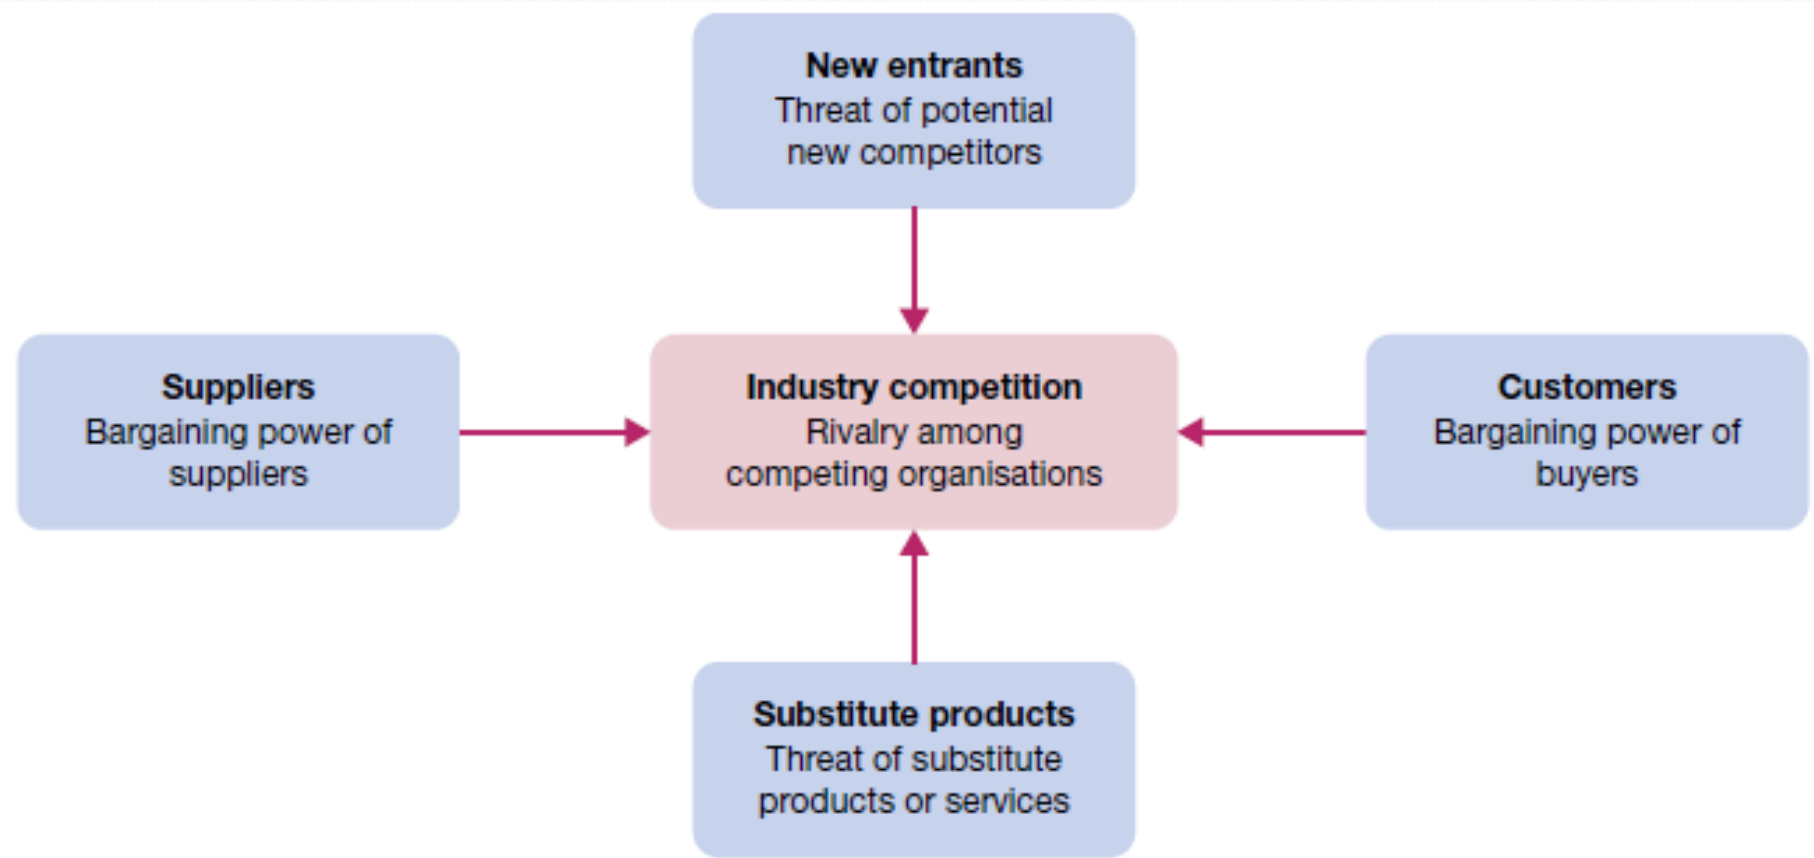 New entrants
Threat of potential
new competitors
Suppliers
Bargaining power of
suppliers
Industry competition
Rivalry among
competing organisations
Customers
Bargaining power of
buyers
Substitute products
Threat of substitute
products or services